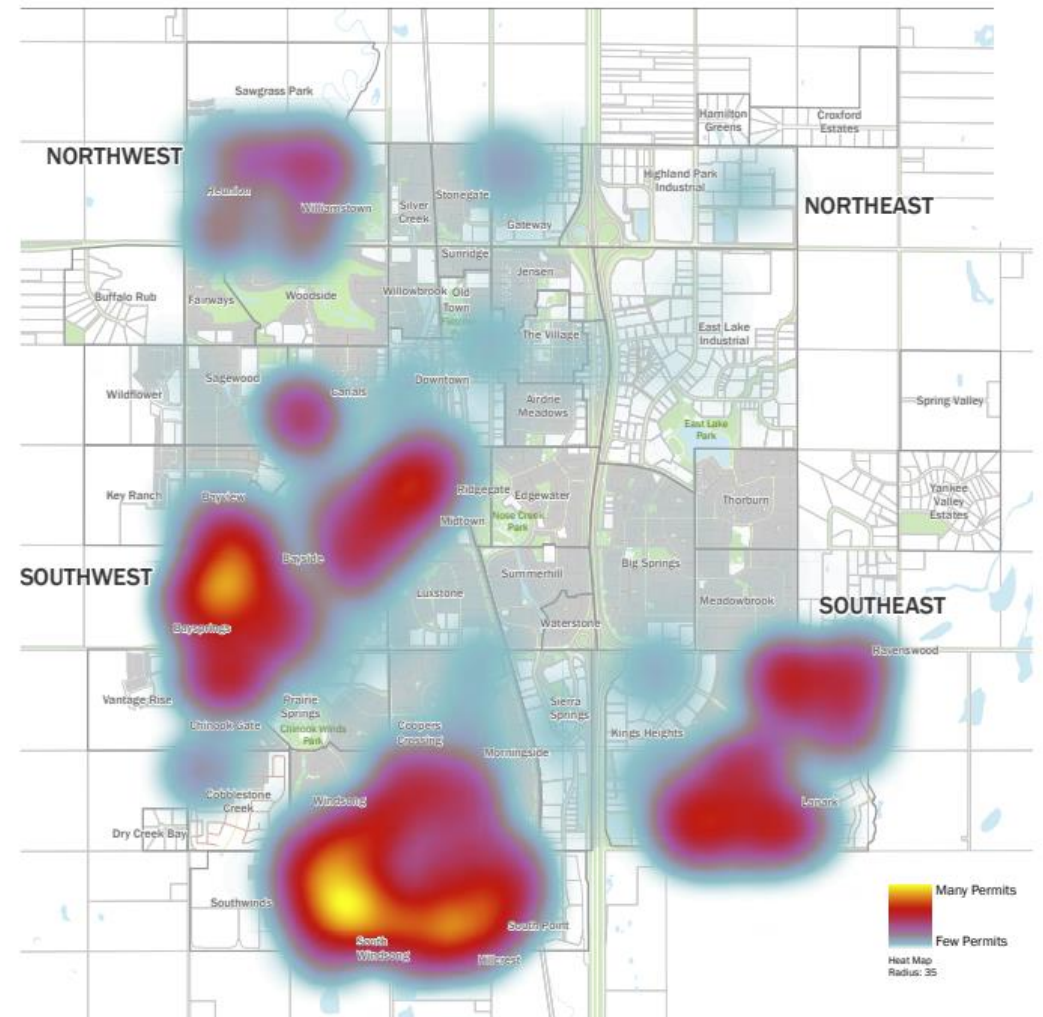 Sawgrass Park
Hamilton
Greens
Croxford
Estates
NORTHWEST
Highland Park
Industrial
Reunion
Williamstown
Stonegate
Silver
Creek
NORTHEAST
Gateway
Sunridge
Jensen
Buffalo Rub
Fairways
Woodside
Willowbrook
Old
Town
The Village
East Lake
Industrial
Sagewood
Canals
Downtown
Wildflower
Airdrie
Meadows
Spring Valley
East Lake
Park
Key Ranch
Bayview
Ridgegate
Edgewater
Thorburn
Yankee
Valley
Estates
Midtown
Nose Creek
Park
Bayside
SOUTHWEST
Summerhill
Big Springs
Luxstone
Meadowbrook
SOUTHEAST
Baysprings
Waterstone
Ravenswood
Vantage Rise
Prairie
Springs
Sierra
Springs
Chinook Gate
Chinook Winds
Park
Coopers
Crossing
Kings Heights
Morningside
Cobblestone
Creek
Windsong
Lanark
Dry Creek Bay
Southwinds
South Point
South
Windsong
Hillcrest
Many Permits
Few Permits
Heat Map
Radius: 35